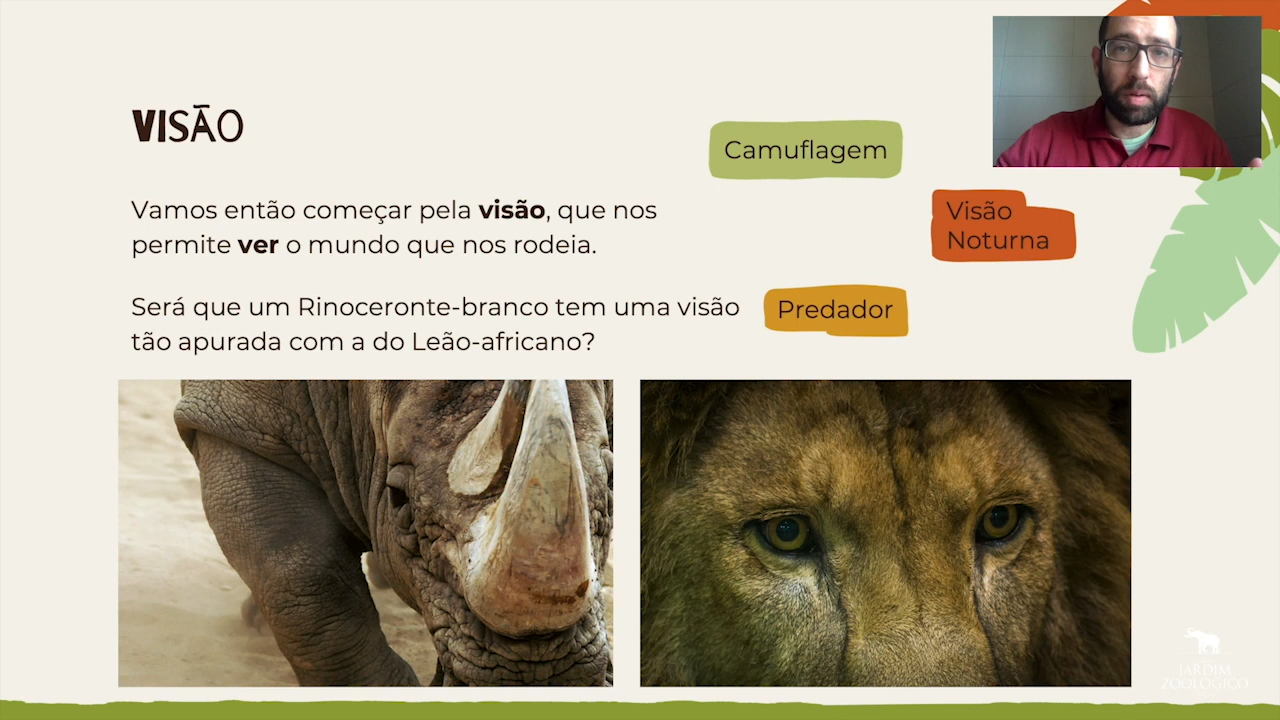 VISÃO
Camuflagem
Vamos então começar pela visão, que nos
permite ver o mundo que nos rodeia.
Visão
Noturna
Será que um Rinoceronte-branco tem uma visão
tão apurada com a do Leão-africano?
Predador
JARDIM
ZOOLÓGICO